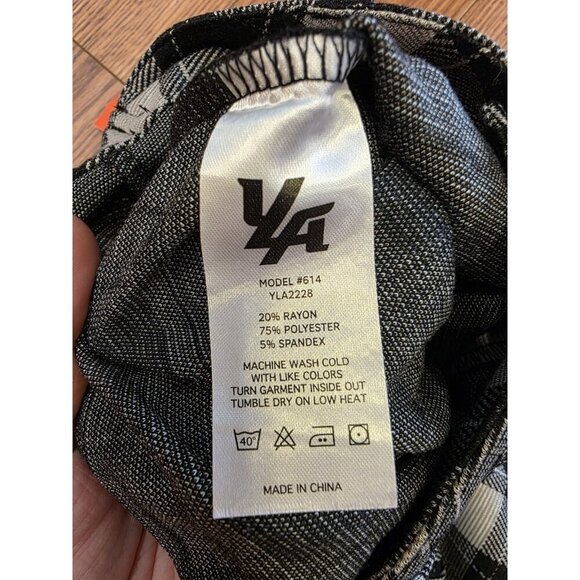 YLA
MODEL #614
YLA2228
20% RAYON
75% POLYESTER
5% SPANDEX
MACHINE WASH COLD
WITH LIKE COLORS
TURN GARMENT INSIDE OUT
TUMBLE DRY ON LOW HEAT
40°
MADE IN CHINA